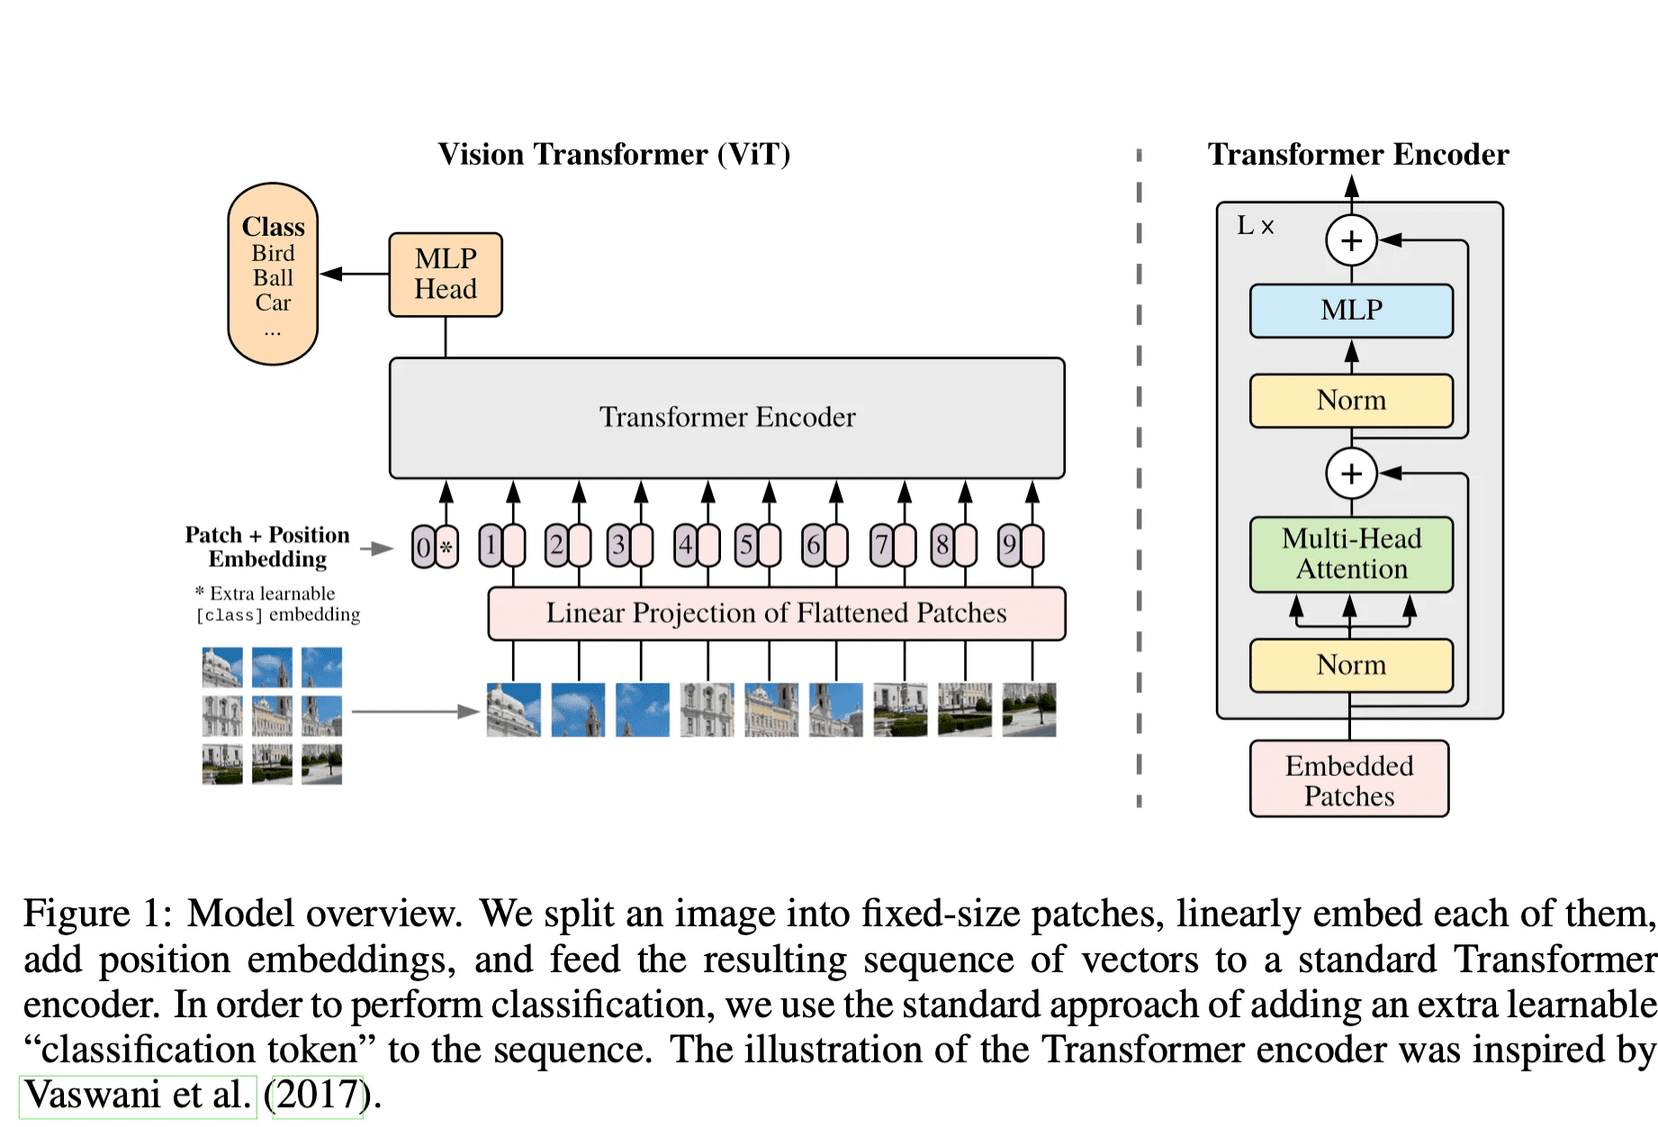 Vision Transformer (ViT)
Class
Bird
Ball
Car
...
MLP
Head
Transformer Encoder
Patch + Position
Embedding
* Extra learnable
[class] embedding
0 * 1 2 3 4 5 6 7 8 9
Linear Projection of Flattened Patches
Transformer Encoder
L ×
+
MLP
Norm
+
Multi-Head
Attention
Norm
Embedded
Patches
Figure 1: Model overview. We split an image into fixed-size patches, linearly embed each of them,
add position embeddings, and feed the resulting sequence of vectors to a standard Transformer
encoder. In order to perform classification, we use the standard approach of adding an extra learnable
“classification token” to the sequence. The illustration of the Transformer encoder was inspired by
Vaswani et al. (2017).